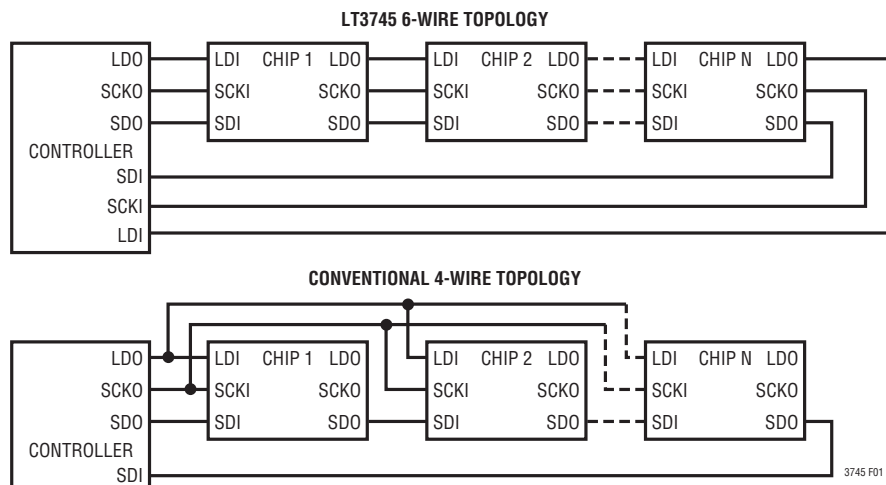 LT3745 6-WIRE TOPOLOGY
LDO LDI CHIP 1 LDO LDI CHIP 2 LDO LDI CHIP N LDO
SCKO SCKI SCKO SCKI SCKO SCKI SCKO
SDO SDI SDO SDI SDO SDI SDO
CONTROLLER
SDI
SCKI
LDI
CONVENTIONAL 4-WIRE TOPOLOGY
LDO LDI CHIP 1 LDO LDI CHIP 2 LDO LDI CHIP N LDO
SCKO SCKI SCKO SCKI SCKO SCKI SCKO
SDO SDI SDO SDI SDO SDI SDO
CONTROLLER
SDI
3745 F01